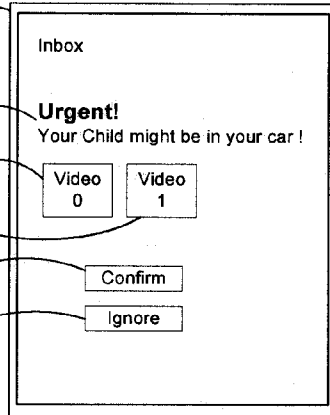 Inbox
Urgent!
Your Child might be in your car !
Video Video
0 1
Confirm
Ignore